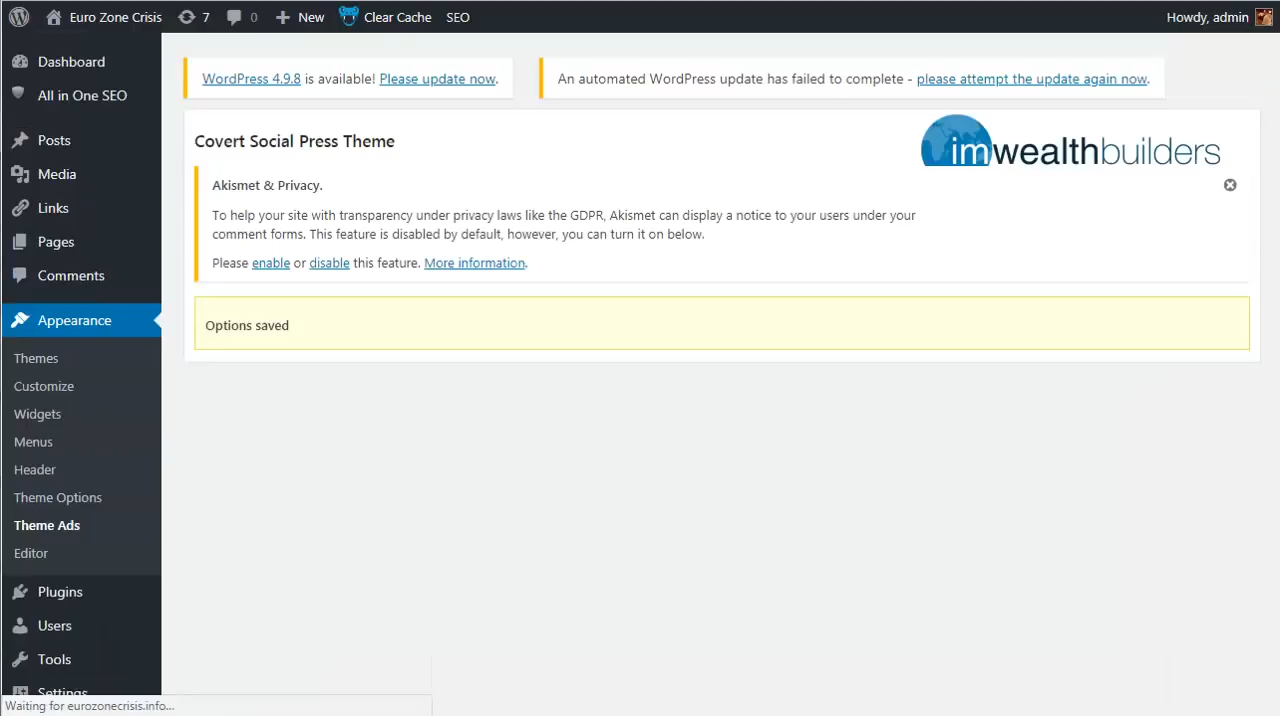 Euro Zone Crisis 7 0 New Clear Cache SEO Howdy, admin
Dashboard
All in One SEO
Posts
Media
Links
Pages
Comments
Appearance
Themes
Customize
Widgets
Menus
Header
Theme Options
Theme Ads
Editor
Plugins
Users
Tools
Settings
WordPress 4.9.8 is available! Please update now.
An automated WordPress update has failed to complete - please attempt the update again now.
Covert Social Press Theme
imwealthbuilders
Akismet & Privacy.
To help your site with transparency under privacy laws like the GDPR, Akismet can display a notice to your users under your
comment forms. This feature is disabled by default, however, you can turn it on below.
Please enable or disable this feature. More information.
Options saved
Waiting for eurozonecrisis.info...